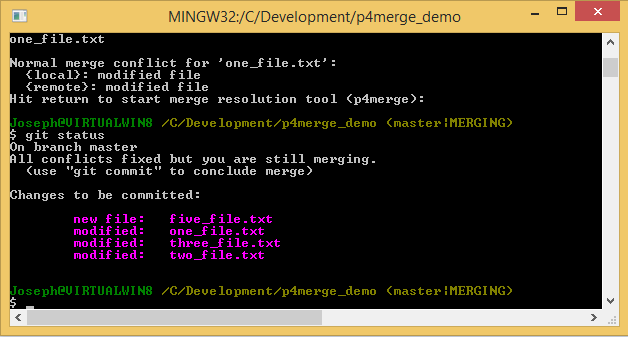 MINGW32:/C/Development/p4merge_demo
one_file.txt
Normal merge conflict for 'one_file.txt':
  {local}: modified file
  {remote}: modified file
Hit return to start merge resolution tool (p4merge):
Joseph@VIRTUALWIN8 /C/Development/p4merge_demo (master|MERGING)
$ git status
On branch master
All conflicts fixed but you are still merging.
  (use "git commit" to conclude merge)
Changes to be committed:
        new file:   five_file.txt
        modified:   one_file.txt
        modified:   three_file.txt
        modified:   two_file.txt
Joseph@VIRTUALWIN8 /C/Development/p4merge_demo (master|MERGING)
$ _